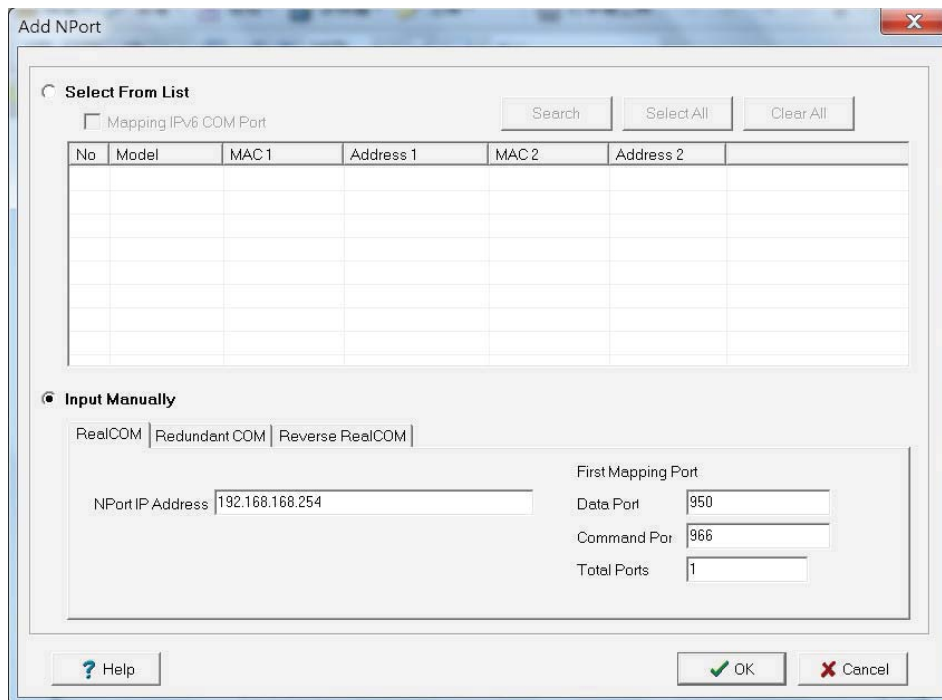 Add NPort
X
Select From List
Mapping IPv6 COM Port
Search
Select All
Clear All
No Model MAC 1 Address 1 MAC 2 Address 2
Input Manually
RealCOM Redundant COM Reverse RealCOM
First Mapping Port
NPort IP Address 192.168.168.254 Data Port 950
Command Por 966
Total Ports 1
? Help
OK
Cancel